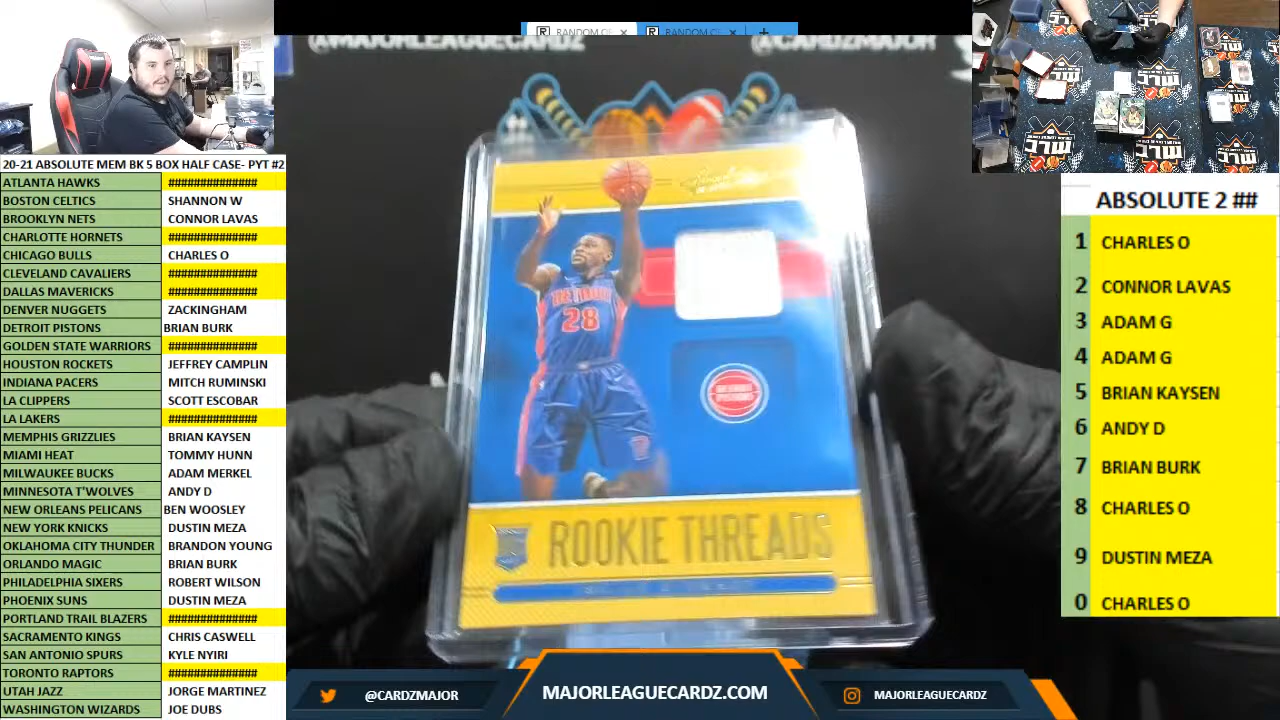 RANDOM
RANDOM
@MAJORLEAGUECARDZ
@CARDZMAJOR
20-21 ABSOLUTE MEM BK 5 BOX HALF CASE- PYT #2
ATLANTA HAWKS ##############
BOSTON CELTICS SHANNON W
BROOKLYN NETS CONNOR LAVAS
CHARLOTTE HORNETS ##############
CHICAGO BULLS CHARLES O
CLEVELAND CAVALIERS ##############
DALLAS MAVERICKS ##############
DENVER NUGGETS ZACKINGHAM
DETROIT PISTONS BRIAN BURK
GOLDEN STATE WARRIORS ##############
HOUSTON ROCKETS JEFFREY CAMPLIN
INDIANA PACERS MITCH RUMINSKI
LA CLIPPERS SCOTT ESCOBAR
LA LAKERS ##############
MEMPHIS GRIZZLIES BRIAN KAYSEN
MIAMI HEAT TOMMY HUNN
MILWAUKEE BUCKS ADAM MERKEL
MINNESOTA T'WOLVES ANDY D
NEW ORLEANS PELICANS BEN WOOSLEY
NEW YORK KNICKS DUSTIN MEZA
OKLAHOMA CITY THUNDER BRANDON YOUNG
ORLANDO MAGIC BRIAN BURK
PHILADELPHIA SIXERS ROBERT WILSON
PHOENIX SUNS DUSTIN MEZA
PORTLAND TRAIL BLAZERS ##############
SACRAMENTO KINGS CHRIS CASWELL
SAN ANTONIO SPURS KYLE NYIRI
TORONTO RAPTORS ##############
UTAH JAZZ JORGE MARTINEZ
WASHINGTON WIZARDS JOE DUBS
DETROIT
28
ROOKIE THREADS
ABSOLUTE 2 ##
1 CHARLES O
2 CONNOR LAVAS
3 ADAM G
4 ADAM G
5 BRIAN KAYSEN
6 ANDY D
7 BRIAN BURK
8 CHARLES O
9 DUSTIN MEZA
0 CHARLES O
@CARDZMAJOR
MAJORLEAGUECARDZ.COM
MAJORLEAGUECARDZ